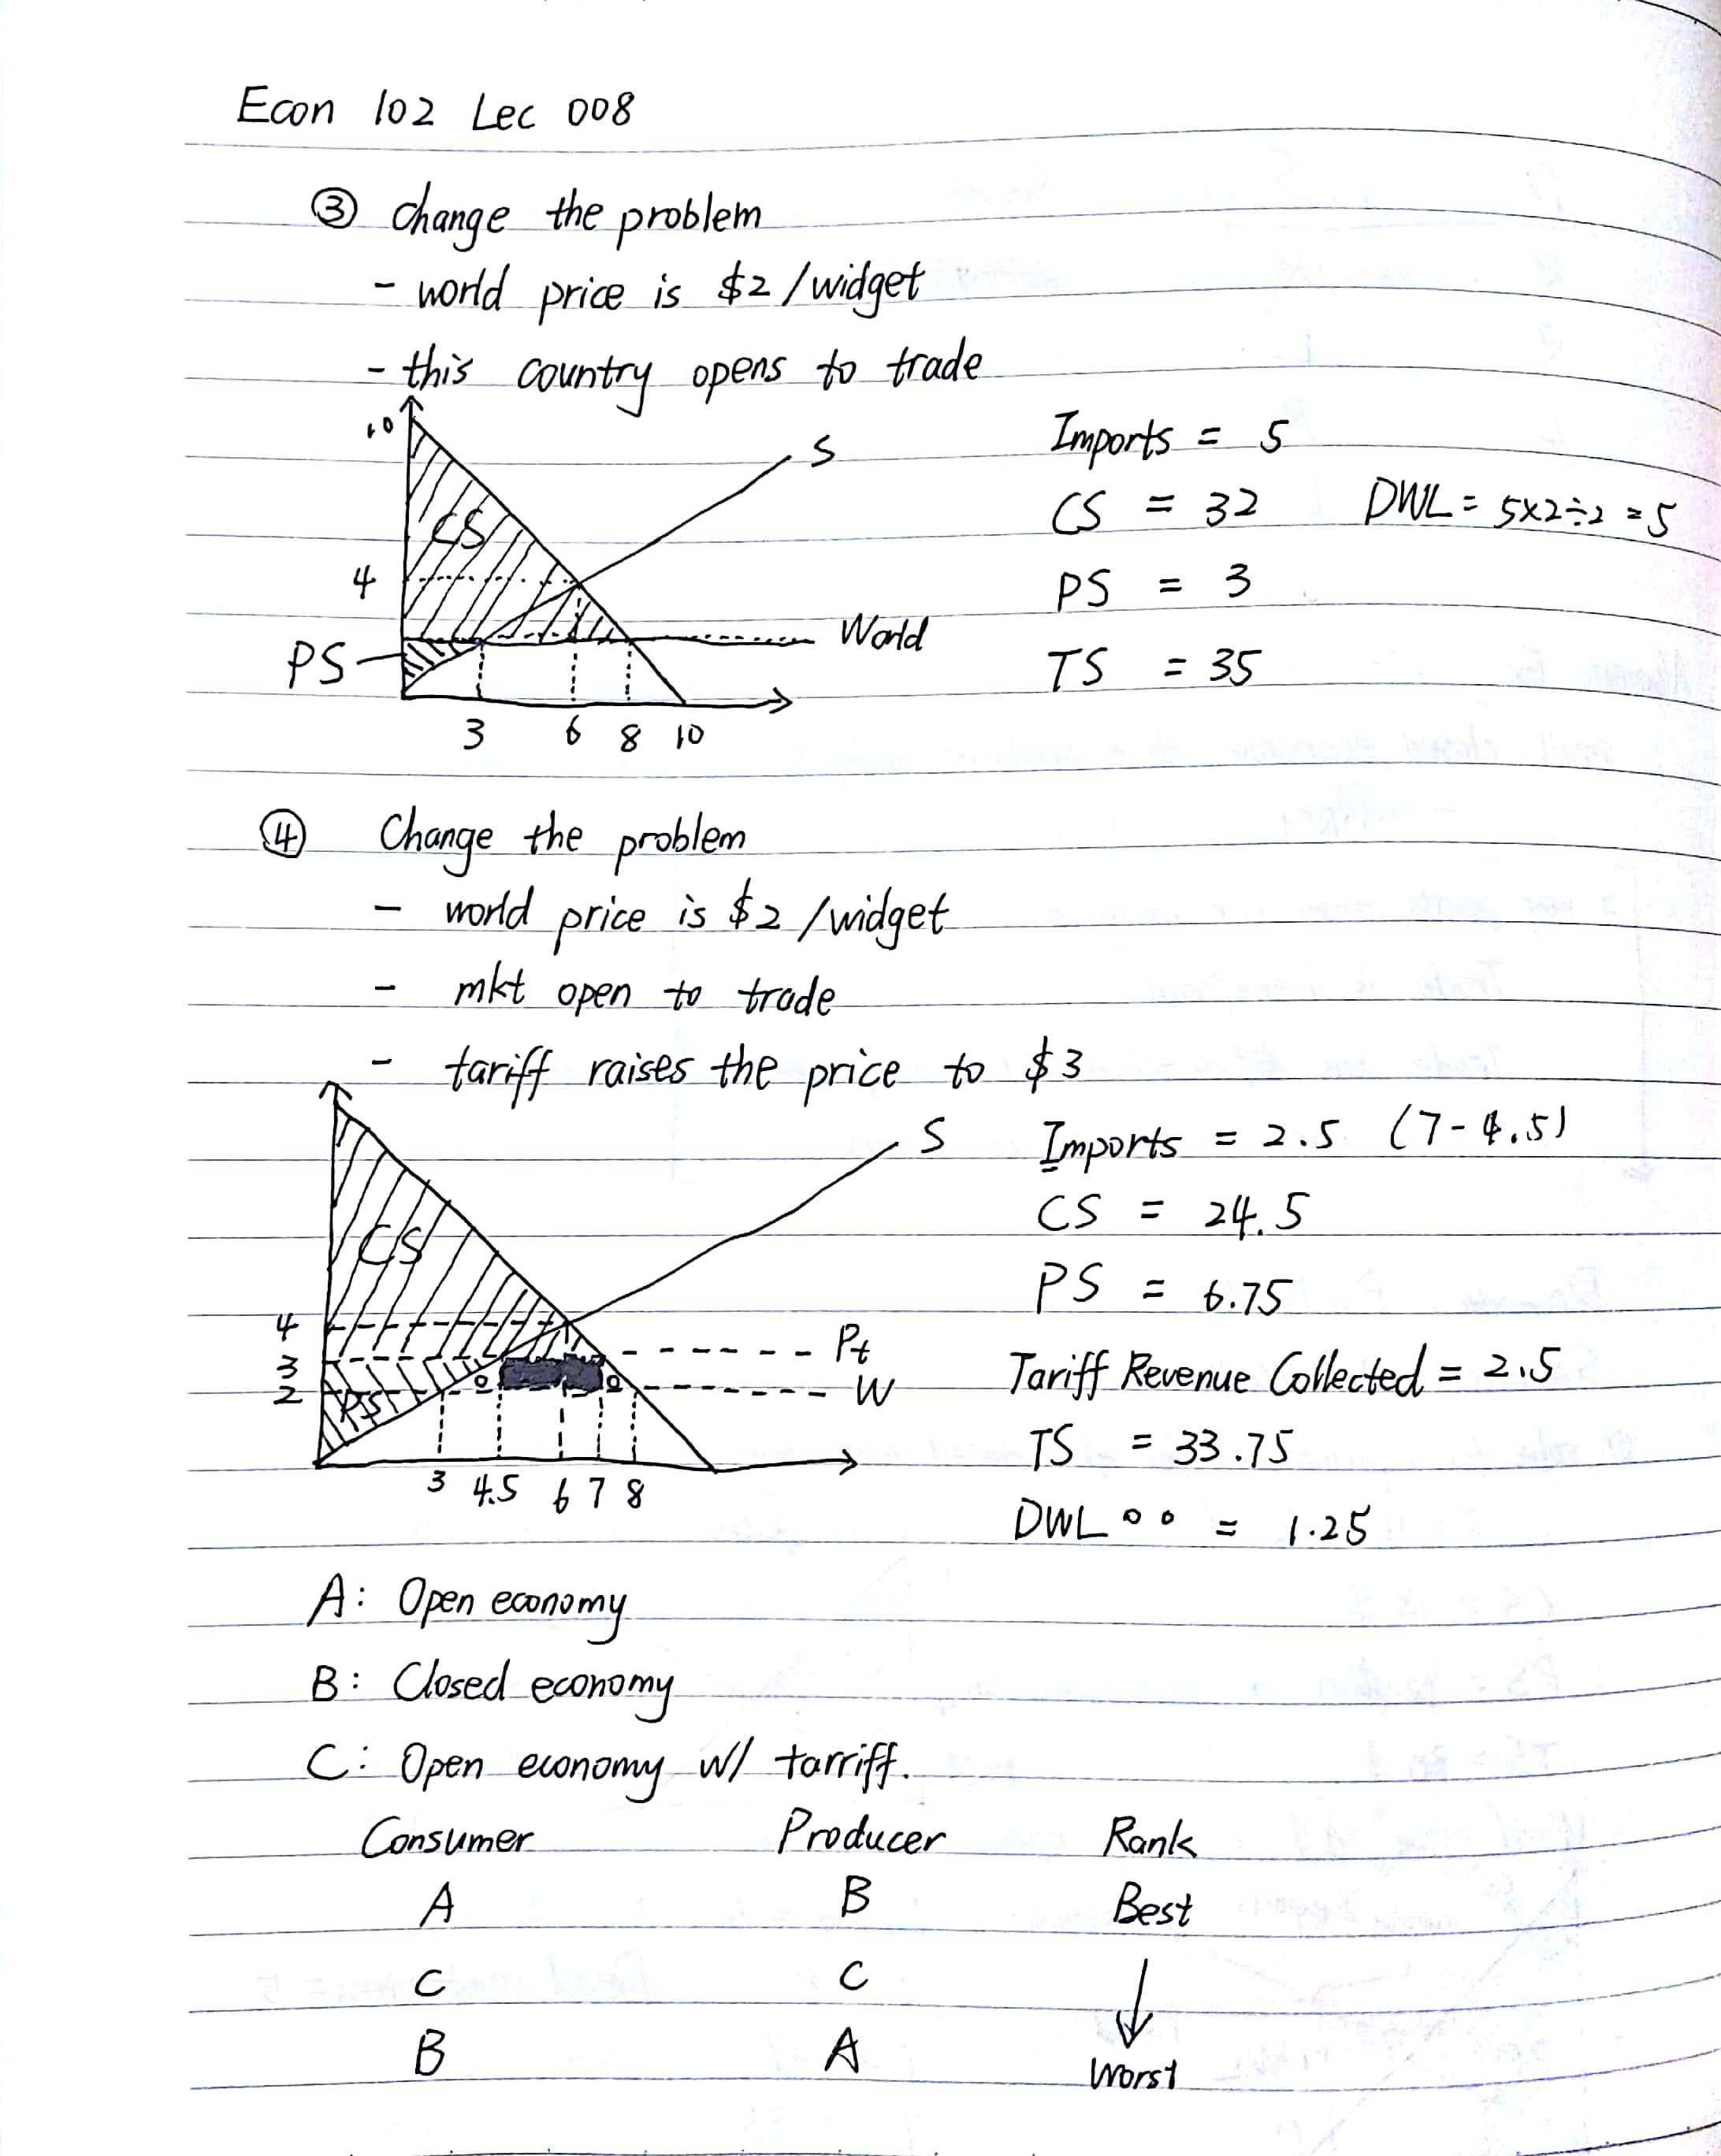 Econ 102 Lec 008
③ Change the problem
- world price is $2/widget
- this country opens to trade
10
S
CS
4
World
PS
3 6 8 10
Imports = 5
CS = 32 DWL = 5×2÷2=5
PS = 3
TS = 35
④ Change the problem
- world price is $2/widget
- mkt open to trade
- tariff raises the price to $3
S
CS
4
3
2
Pt
W
PS
3 4.5 6 7 8
Imports = 2.5 (7-4.5)
CS = 24.5
PS = 6.75
Tariff Revenue Collected = 2.5
TS = 33.75
DWL ∘∘ = 1.25
A: Open economy
B: Closed economy
C: Open economy w/ tarriff.
Consumer Producer Rank
A B Best
C C ↓
B A Worst